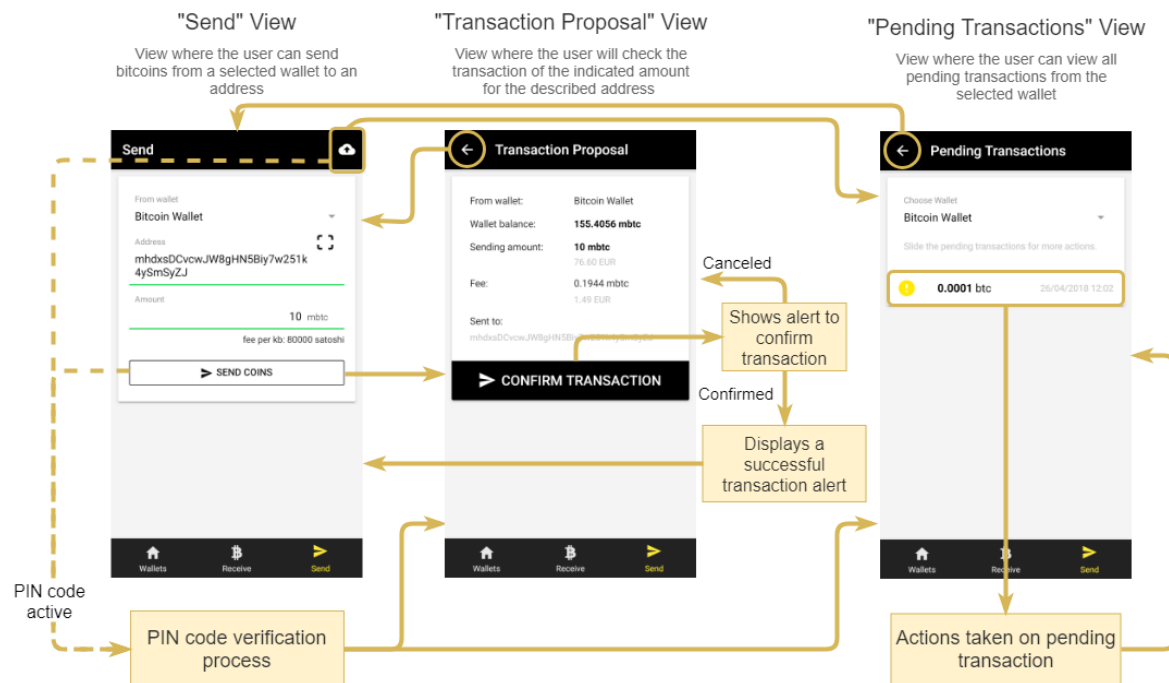 "Send" View
View where the user can send
bitcoins from a selected wallet to an
address
"Transaction Proposal" View
View where the user will check the
transaction of the indicated amount
for the described address
"Pending Transactions" View
View where the user can view all
pending transactions from the
selected wallet
Send
From wallet
Bitcoin Wallet
Address
mhdxsDCvcwJW8gHN5Biy7w251k
4ySmSyZJ
Amount
10 mbtc
fee per kb: 80000 satoshi
SEND COINS
Wallets
Receive
Send
Transaction Proposal
From wallet: Bitcoin Wallet
Wallet balance: 155.4056 mbtc
Sending amount: 10 mbtc
76.60 EUR
Fee: 0.1944 mbtc
1.49 EUR
Sent to:
CONFIRM TRANSACTION
Wallets
Receive
Send
Canceled
Shows alert to
confirm
transaction
Confirmed
Displays a
successful
transaction alert
Pending Transactions
Choose Wallet
Bitcoin Wallet
Slide the pending transactions for more actions.
0.0001 btc 26/04/2018 12:02
Wallets
Receive
Send
PIN code
active
PIN code verification
process
Actions taken on pending
transaction